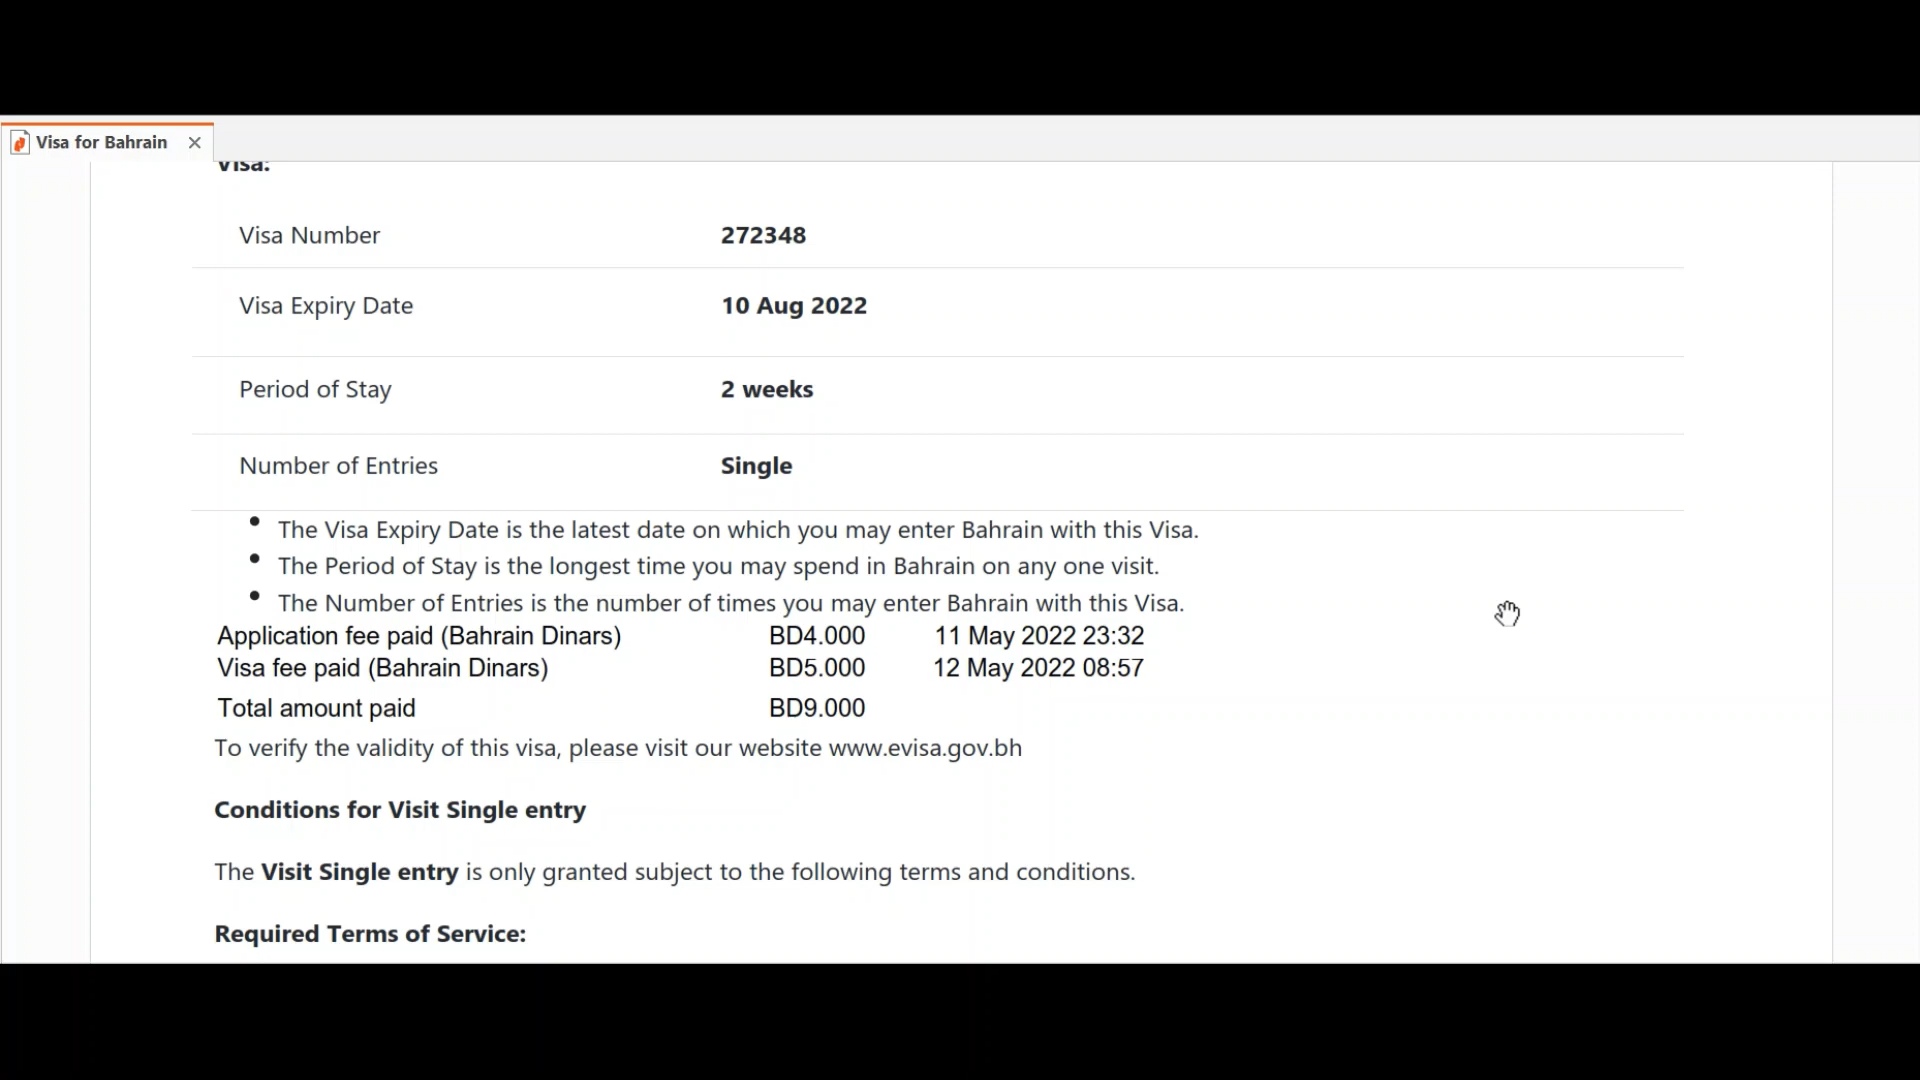 Visa for Bahrain
Visa:
Visa Number 272348
Visa Expiry Date 10 Aug 2022
Period of Stay 2 weeks
Number of Entries Single
• The Visa Expiry Date is the latest date on which you may enter Bahrain with this Visa.
• The Period of Stay is the longest time you may spend in Bahrain on any one visit.
• The Number of Entries is the number of times you may enter Bahrain with this Visa.
Application fee paid (Bahrain Dinars) BD4.000 11 May 2022 23:32
Visa fee paid (Bahrain Dinars) BD5.000 12 May 2022 08:57
Total amount paid BD9.000
To verify the validity of this visa, please visit our website www.evisa.gov.bh
Conditions for Visit Single entry
The Visit Single entry is only granted subject to the following terms and conditions.
Required Terms of Service: